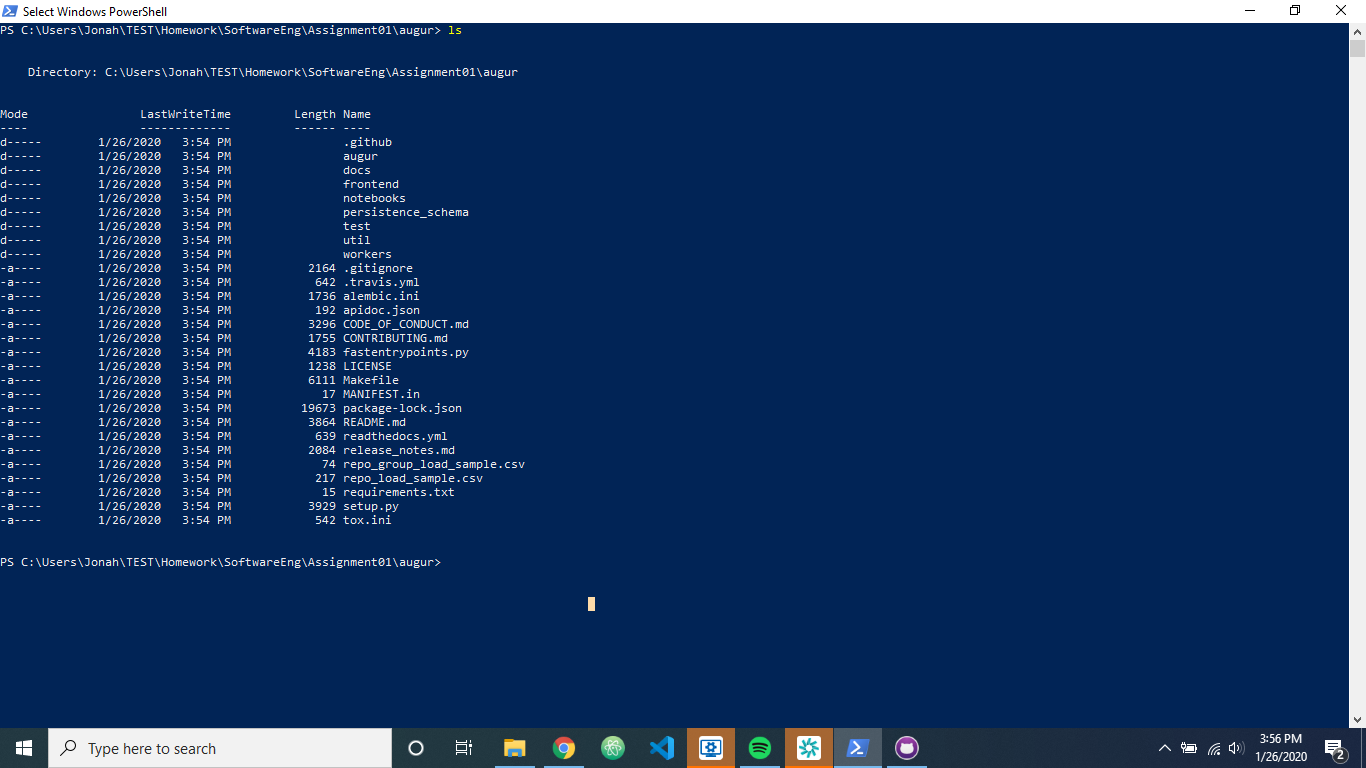 Select Windows PowerShell
PS C:\Users\Jonah\TEST\Homework\SoftwareEng\Assignment01\augur> ls
Directory: C:\Users\Jonah\TEST\Homework\SoftwareEng\Assignment01\augur
Mode LastWriteTime Length Name
---- ------------- ------ ----
d----- 1/26/2020 3:54 PM .github
d----- 1/26/2020 3:54 PM augur
d----- 1/26/2020 3:54 PM docs
d----- 1/26/2020 3:54 PM frontend
d----- 1/26/2020 3:54 PM notebooks
d----- 1/26/2020 3:54 PM persistence_schema
d----- 1/26/2020 3:54 PM test
d----- 1/26/2020 3:54 PM util
d----- 1/26/2020 3:54 PM workers
-a---- 1/26/2020 3:54 PM 2164 .gitignore
-a---- 1/26/2020 3:54 PM 642 .travis.yml
-a---- 1/26/2020 3:54 PM 1736 alembic.ini
-a---- 1/26/2020 3:54 PM 192 apidoc.json
-a---- 1/26/2020 3:54 PM 3296 CODE_OF_CONDUCT.md
-a---- 1/26/2020 3:54 PM 1755 CONTRIBUTING.md
-a---- 1/26/2020 3:54 PM 4183 fastentrypoints.py
-a---- 1/26/2020 3:54 PM 1238 LICENSE
-a---- 1/26/2020 3:54 PM 6111 Makefile
-a---- 1/26/2020 3:54 PM 17 MANIFEST.in
-a---- 1/26/2020 3:54 PM 19673 package-lock.json
-a---- 1/26/2020 3:54 PM 3864 README.md
-a---- 1/26/2020 3:54 PM 639 readthedocs.yml
-a---- 1/26/2020 3:54 PM 2084 release_notes.md
-a---- 1/26/2020 3:54 PM 74 repo_group_load_sample.csv
-a---- 1/26/2020 3:54 PM 217 repo_load_sample.csv
-a---- 1/26/2020 3:54 PM 15 requirements.txt
-a---- 1/26/2020 3:54 PM 3929 setup.py
-a---- 1/26/2020 3:54 PM 542 tox.ini
PS C:\Users\Jonah\TEST\Homework\SoftwareEng\Assignment01\augur>
Type here to search
3:56 PM
1/26/2020
2